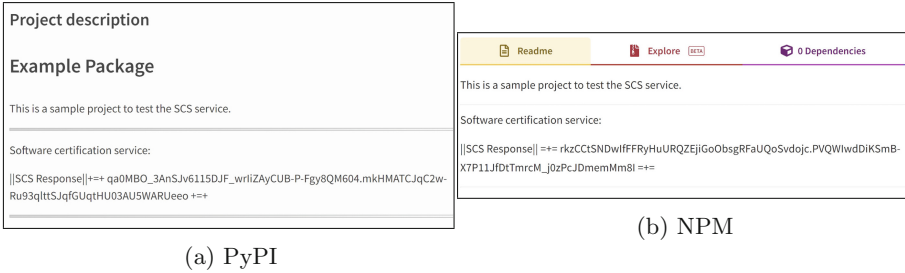 Project description
Example Package
This is a sample project to test the SCS service.
Software certification service:
||SCS Response||+=+ qa0MBO_3AnSJv6115DJF_wrIiZAyCUB-P-Fgy8QM604.mkHMATCJqC2w-
Ru93qlttSJqfGUqtHU03AU5WARUeeo +=+
(a) PyPI
Readme
Explore BETA
0 Dependencies
This is a sample project to test the SCS service.
Software certification service:
||SCS Response|| =+= rkzCCtSNDwIfFFRyHuURQZEjiGoObsgRFaUQoSvdojc.PVQWIwdDiKSmB-
X7P11JfDtTmrcM_j0zPcJDmemMm8I =+=
(b) NPM